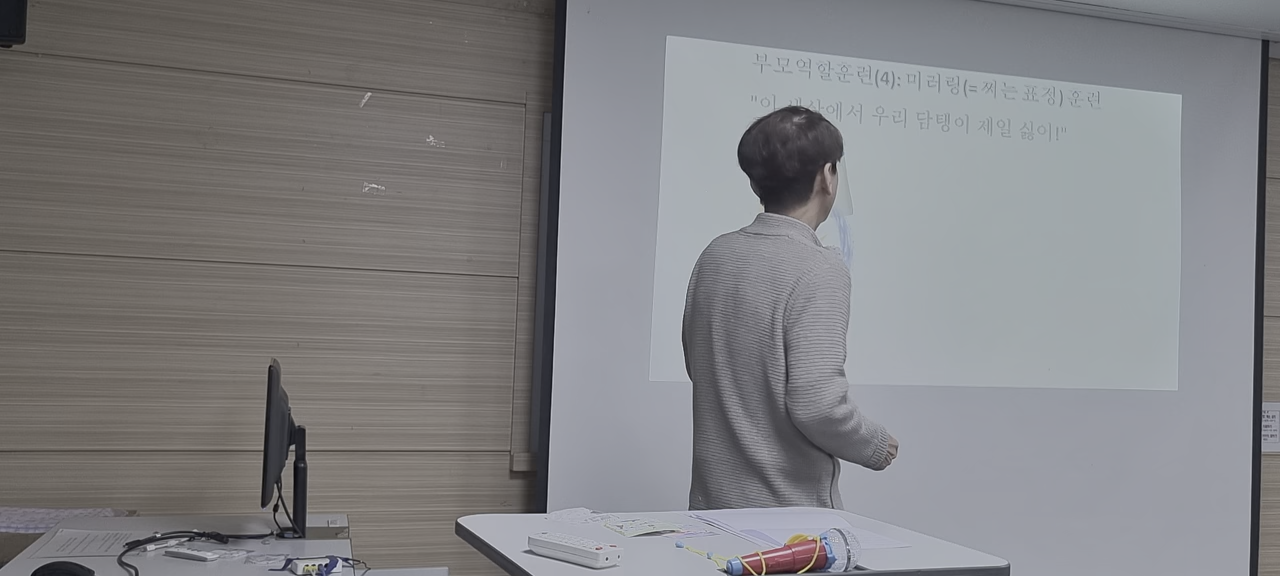 부모역할훈련(4): 미러링(= 찌는 표정) 훈련
"이 세상에서 우리 담탱이 제일 싫어!"